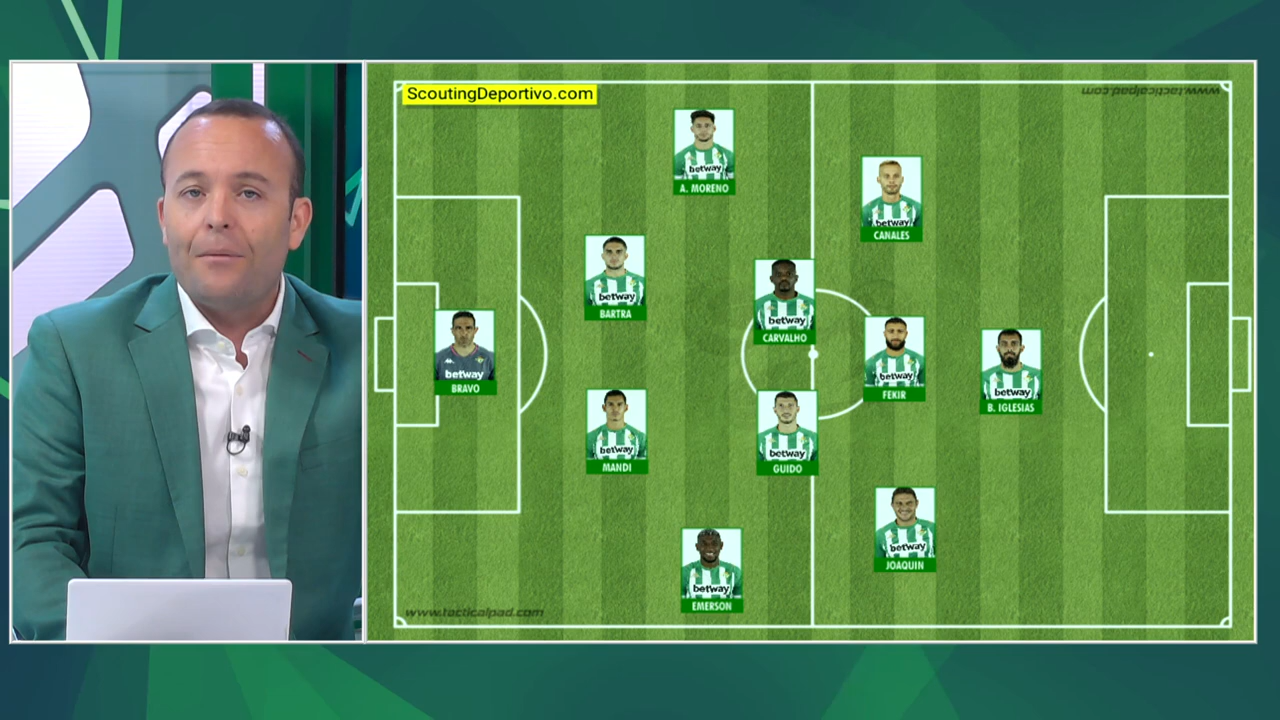 ScoutingDeportivo.com
www.tacticalpad.com
betway
A. MORENO
betway
CANALES
betway
BARTRA
betway
CARVALHO
betway
BRAVO
betway
FEKIR
betway
B. IGLESIAS
betway
MANDI
betway
GUIDO
betway
JOAQUIN
betway
EMERSON
www.tacticalpad.com